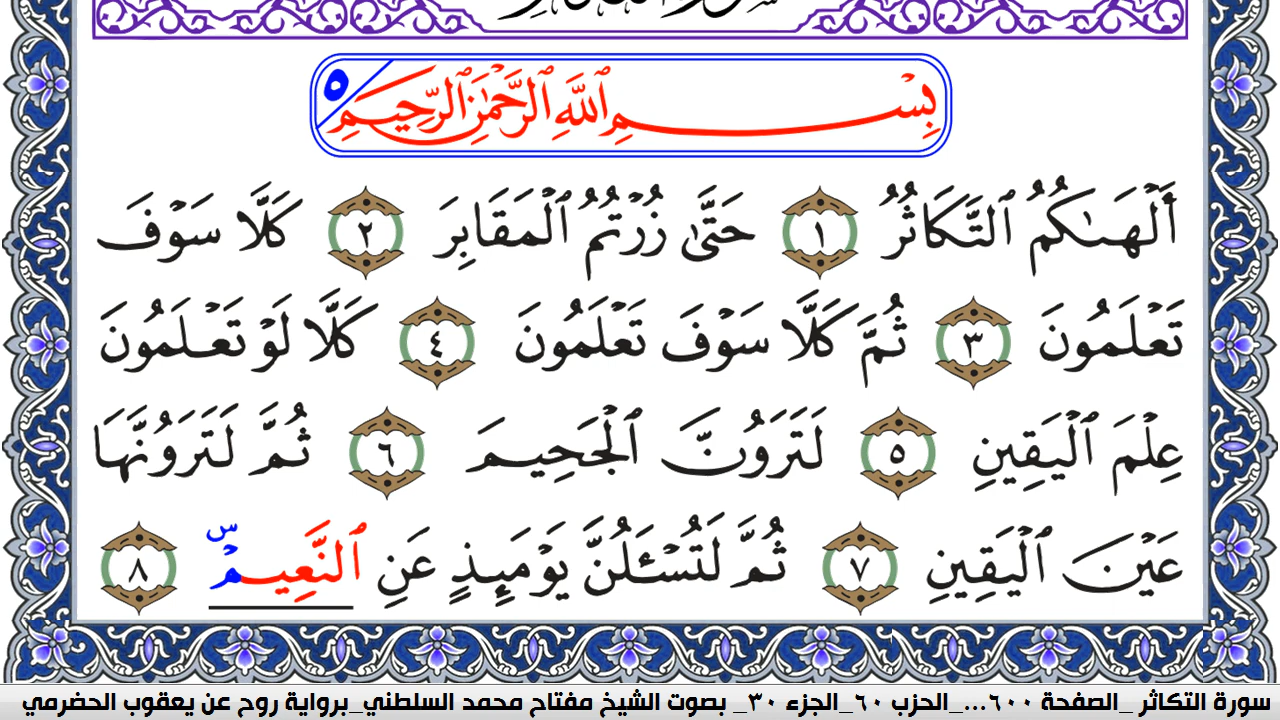 بِسْمِ ٱللَّهِ ٱلرَّحْمَٰنِ ٱلرَّحِيمِ ٥
أَلْهَىٰكُمُ ٱلتَّكَاثُرُ ١ حَتَّىٰ زُرْتُمُ ٱلْمَقَابِرَ ٢ كَلَّا سَوْفَ
تَعْلَمُونَ ٣ ثُمَّ كَلَّا سَوْفَ تَعْلَمُونَ ٤ كَلَّا لَوْ تَعْلَمُونَ
عِلْمَ ٱلْيَقِينِ ٥ لَتَرَوُنَّ ٱلْجَحِيمَ ٦ ثُمَّ لَتَرَوُنَّهَا
عَيْنَ ٱلْيَقِينِ ٧ ثُمَّ لَتُسْـَٔلُنَّ يَوْمَئِذٍ عَنِ ٱلنَّعِيمْ س ٨
سورة التكاثر _الصفحة ٦٠٠..._الحزب ٦٠_الجزء ٣٠_ بصوت الشيخ مفتاح محمد السلطني_برواية روح عن يعقوب الحضرمي